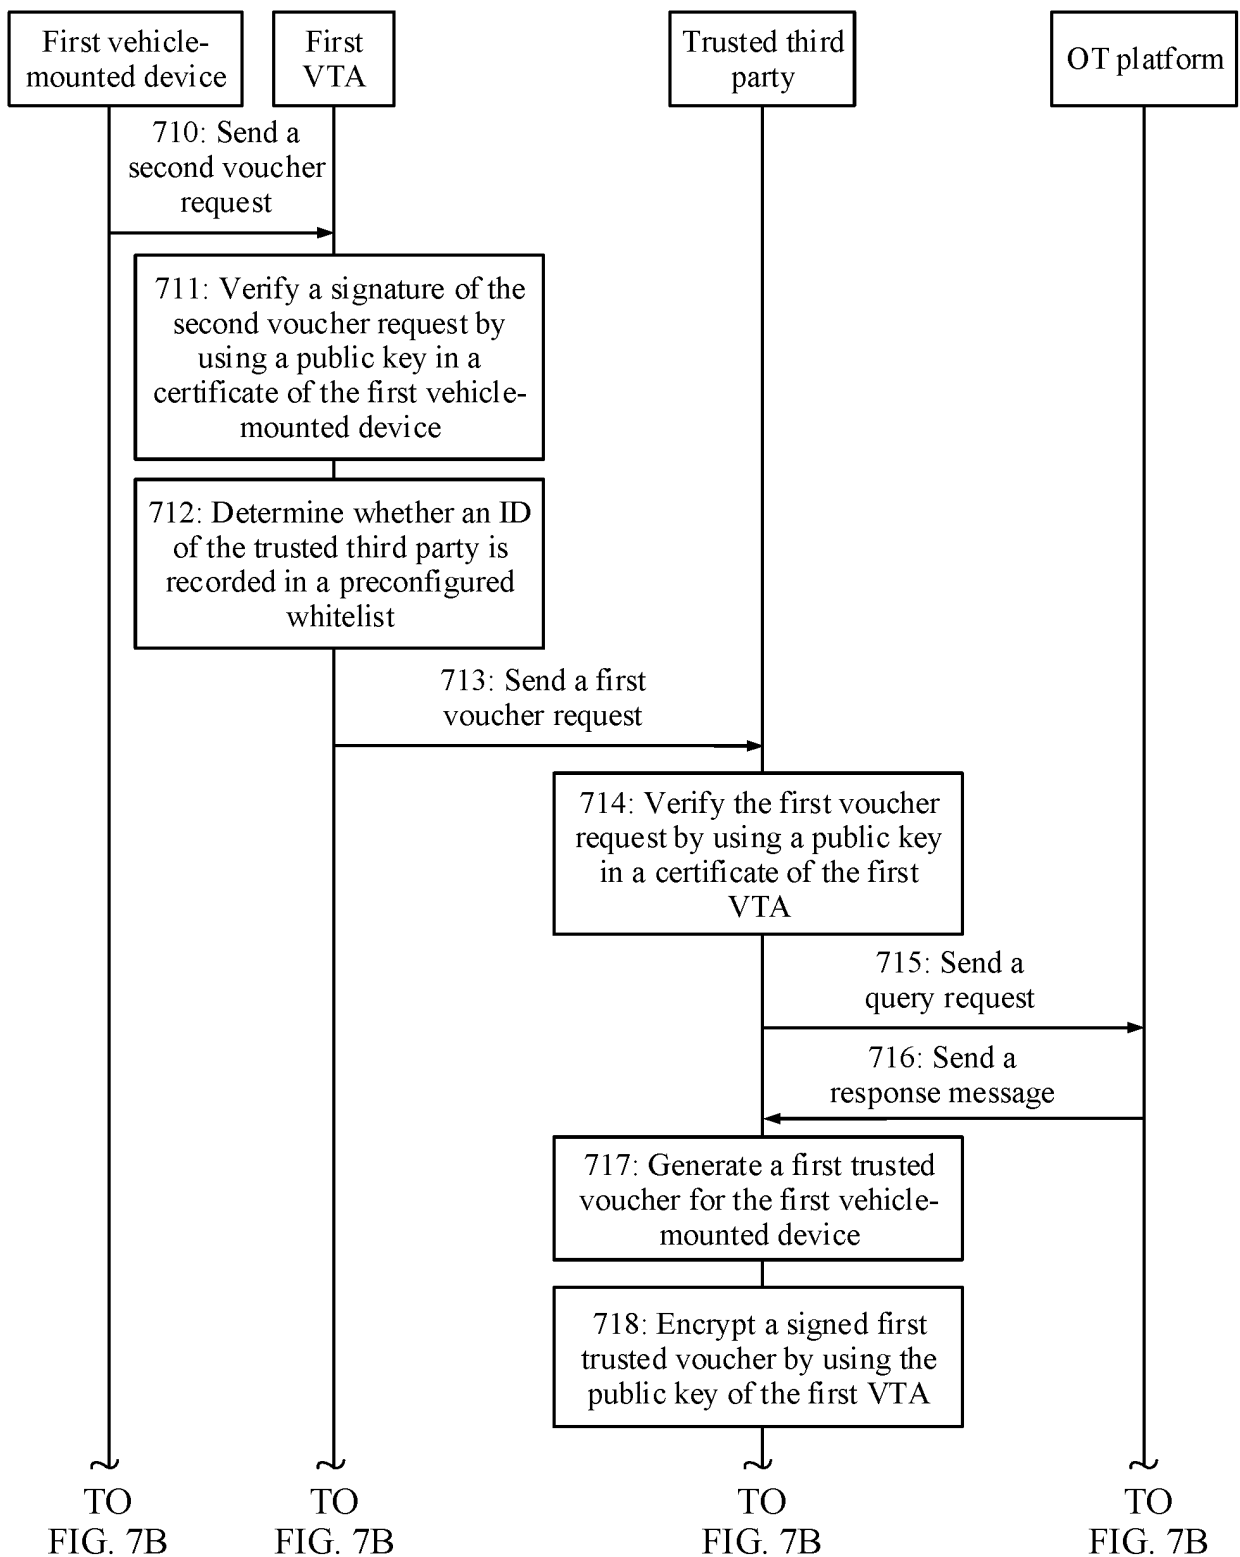 First vehicle-
mounted device
First
VTA
Trusted third
party
OT platform
710: Send a
second voucher
request
711: Verify a signature of the
second voucher request by
using a public key in a
certificate of the first vehicle-
mounted device
712: Determine whether an ID
of the trusted third party is
recorded in a preconfigured
whitelist
713: Send a first
voucher request
714: Verify the first voucher
request by using a public key
in a certificate of the first
VTA
715: Send a
query request
716: Send a
response message
717: Generate a first trusted
voucher for the first vehicle-
mounted device
718: Encrypt a signed first
trusted voucher by using the
public key of the first VTA
TO
FIG. 7B
TO
FIG. 7B
TO
FIG. 7B
TO
FIG. 7B